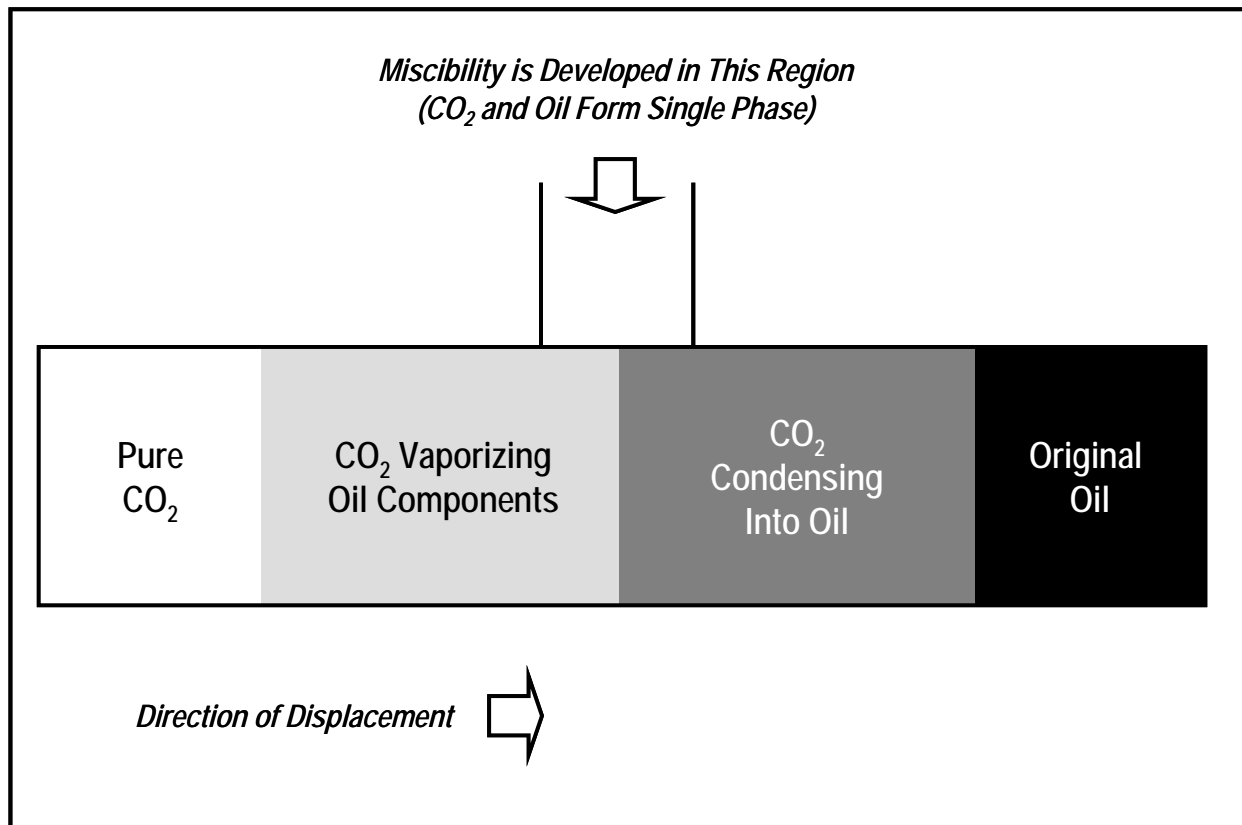 Miscibility is Developed in This Region
(CO₂ and Oil Form Single Phase)
Pure
CO₂
CO₂ Vaporizing
Oil Components
CO₂
Condensing
Into Oil
Original
Oil
Direction of Displacement